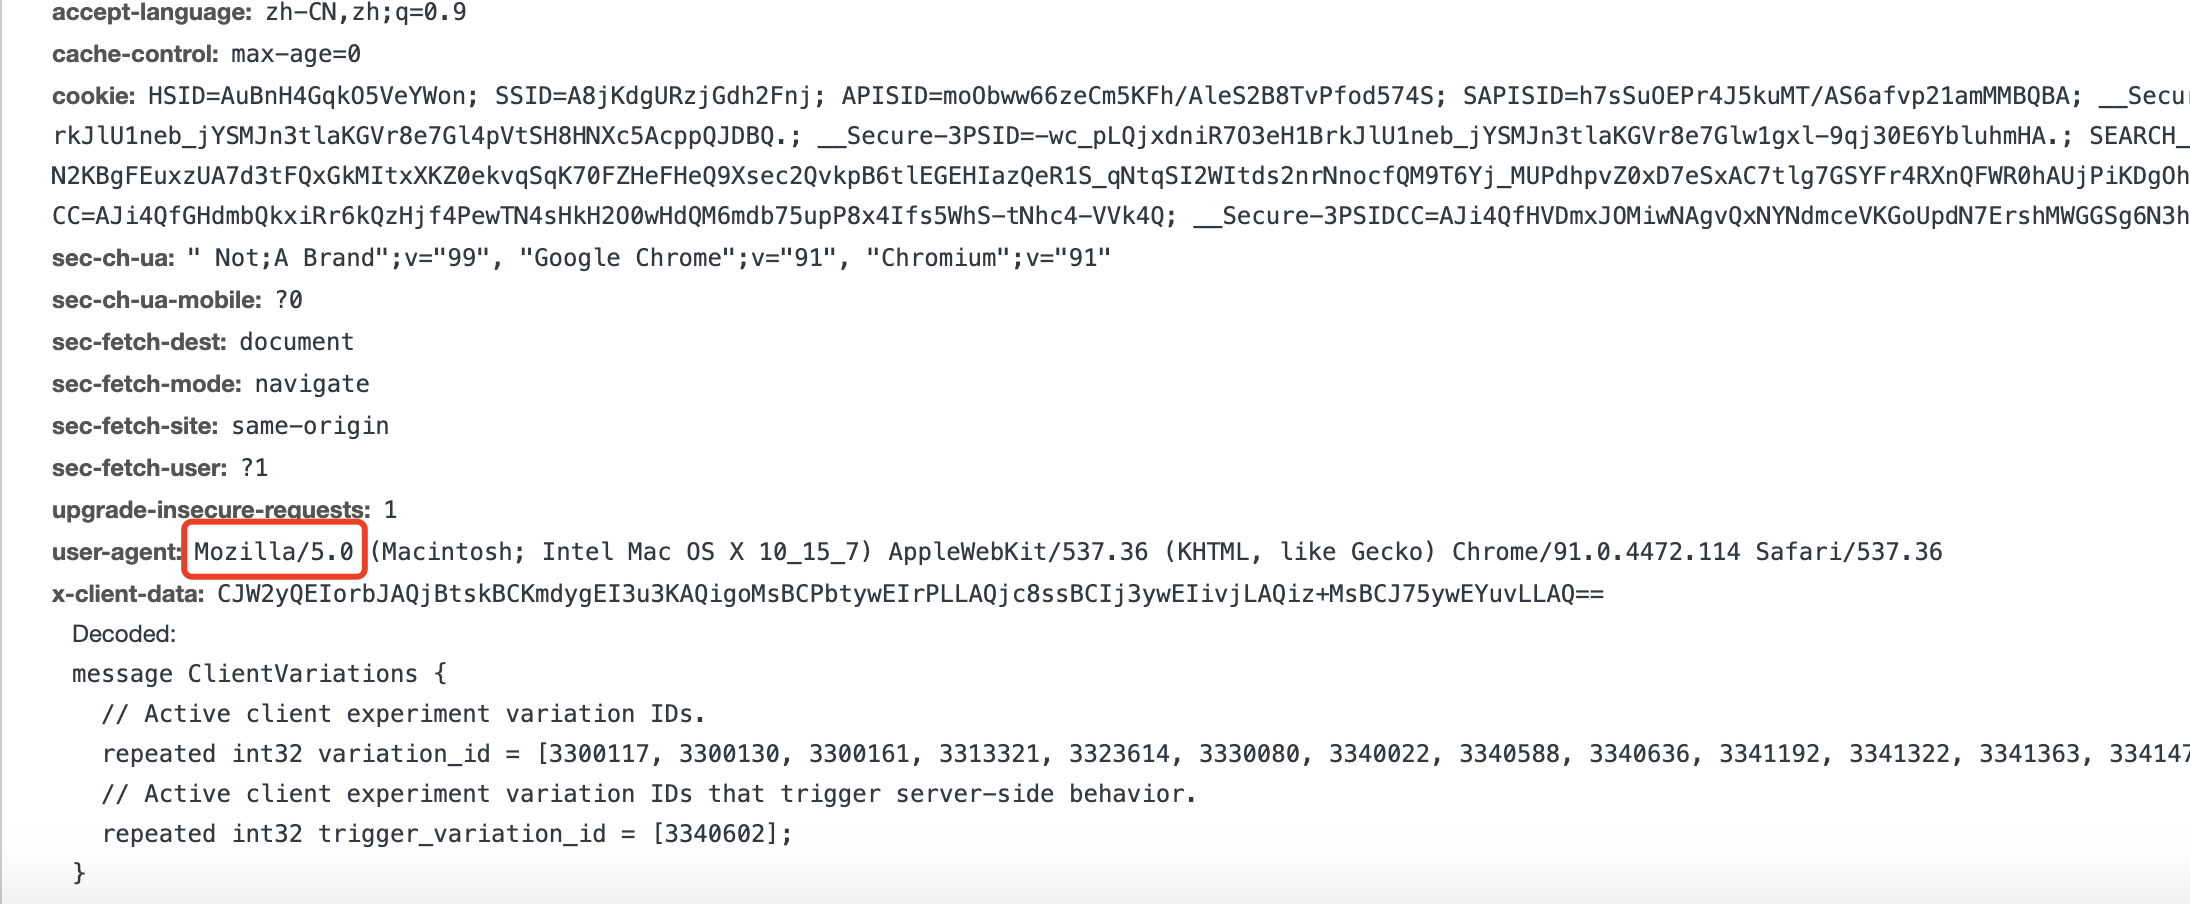 accept-language: zh-CN,zh;q=0.9
cache-control: max-age=0
cookie: HSID=AuBnH4GqkO5VeYWon; SSID=A8jKdgURzjGdh2Fnj; APISID=moObww66zeCm5KFh/AleS2B8TvPfod574S; SAPISID=h7sSuOEPr4J5kuMT/AS6afvp21amMMBQBA; __Secu
rkJlU1neb_jYSMJn3tlaKGVr8e7Gl4pVtSH8HNXc5AcppQJDBQ.; __Secure-3PSID=-wc_pLQjxdniR7O3eH1BrkJlU1neb_jYSMJn3tlaKGVr8e7Glw1gxl-9qj30E6YbluhmHA.; SEARCH_
N2KBgFEuxzUA7d3tFQxGkMItxXKZ0ekvqSqK70FZHeFHeQ9Xsec2QvkpB6tlEGEHIazQeR1S_qNtqSI2WItds2nrNnocfQM9T6Yj_MUPdhpvZ0xD7eSxAC7tlg7GSYFr4RXnQFWR0hAUjPiKDgOh
CC=AJi4QfGHdmbQkxiRr6kQzHjf4PewTN4sHkH2O0wHdQM6mdb75upP8x4Ifs5WhS-tNhc4-VVk4Q; __Secure-3PSIDCC=AJi4QfHVDmxJOMiwNAgvQxNYNdmceVKGoUpdN7ErshMWGGSg6N3h
sec-ch-ua: " Not;A Brand";v="99", "Google Chrome";v="91", "Chromium";v="91"
sec-ch-ua-mobile: ?0
sec-fetch-dest: document
sec-fetch-mode: navigate
sec-fetch-site: same-origin
sec-fetch-user: ?1
upgrade-insecure-requests: 1
user-agent: Mozilla/5.0 (Macintosh; Intel Mac OS X 10_15_7) AppleWebKit/537.36 (KHTML, like Gecko) Chrome/91.0.4472.114 Safari/537.36
x-client-data: CJW2yQEIorbJAQjBtskBCKmdygEI3u3KAQigoMsBCPbtywEIrPLLAQjc8ssBCIj3ywEIivjLAQiz+MsBCJ75ywEYuvLLAQ==
Decoded:
message ClientVariations {
// Active client experiment variation IDs.
repeated int32 variation_id = [3300117, 3300130, 3300161, 3313321, 3323614, 3330080, 3340022, 3340588, 3340636, 3341192, 3341322, 3341363, 334147
// Active client experiment variation IDs that trigger server-side behavior.
repeated int32 trigger_variation_id = [3340602];
}